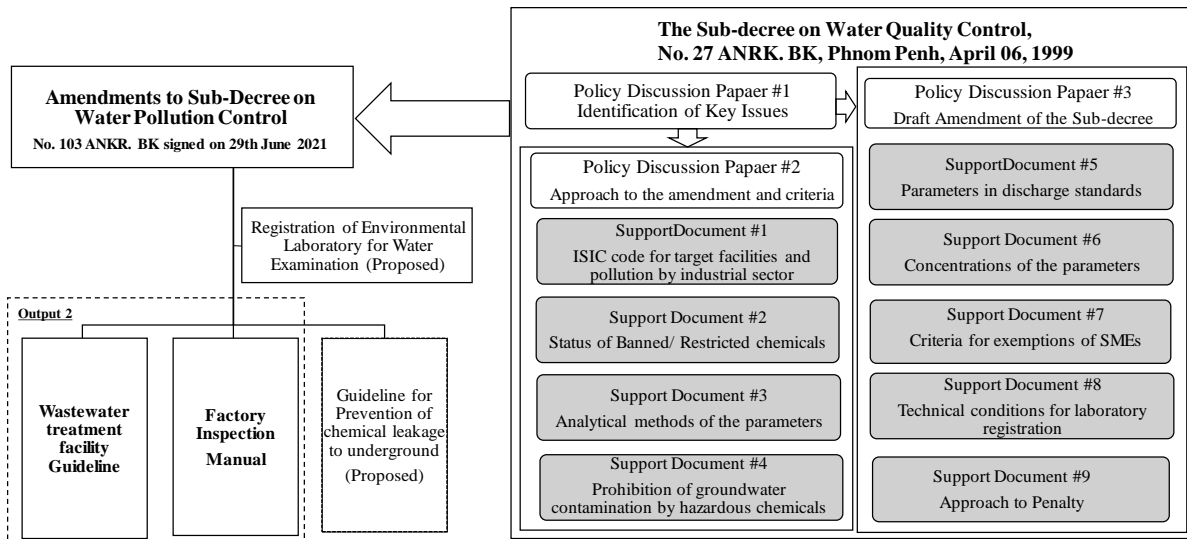 Amendments to Sub-Decree on
Water Pollution Control
No. 103 ANKR. BK signed on 29th June 2021
Registration of Environmental
Laboratory for Water
Examination (Proposed)
Output 2
Wastewater
treatment
facility
Guideline
Factory
Inspection
Manual
Guideline for
Prevention of
chemical leakage
to underground
(Proposed)
The Sub-decree on Water Quality Control,
No. 27 ANRK. BK, Phnom Penh, April 06, 1999
Policy Discussion Papaer #1
Identification of Key Issues
Policy Discussion Papaer #2
Approach to the amendment and criteria
SupportDocument #1
ISIC code for target facilities and
pollution by industrial sector
Support Document #2
Status of Banned/ Restricted chemicals
Support Document #3
Analytical methods of the parameters
Support Document #4
Prohibition of groundwater
contamination by hazardous chemicals
Policy Discussion Papaer #3
Draft Amendment of the Sub-decree
SupportDocument #5
Parameters in discharge standards
Support Document #6
Concentrations of the parameters
Support Document #7
Criteria for exemptions of SMEs
Support Document #8
Technical conditions for laboratory
registration
Support Document #9
Approach to Penalty